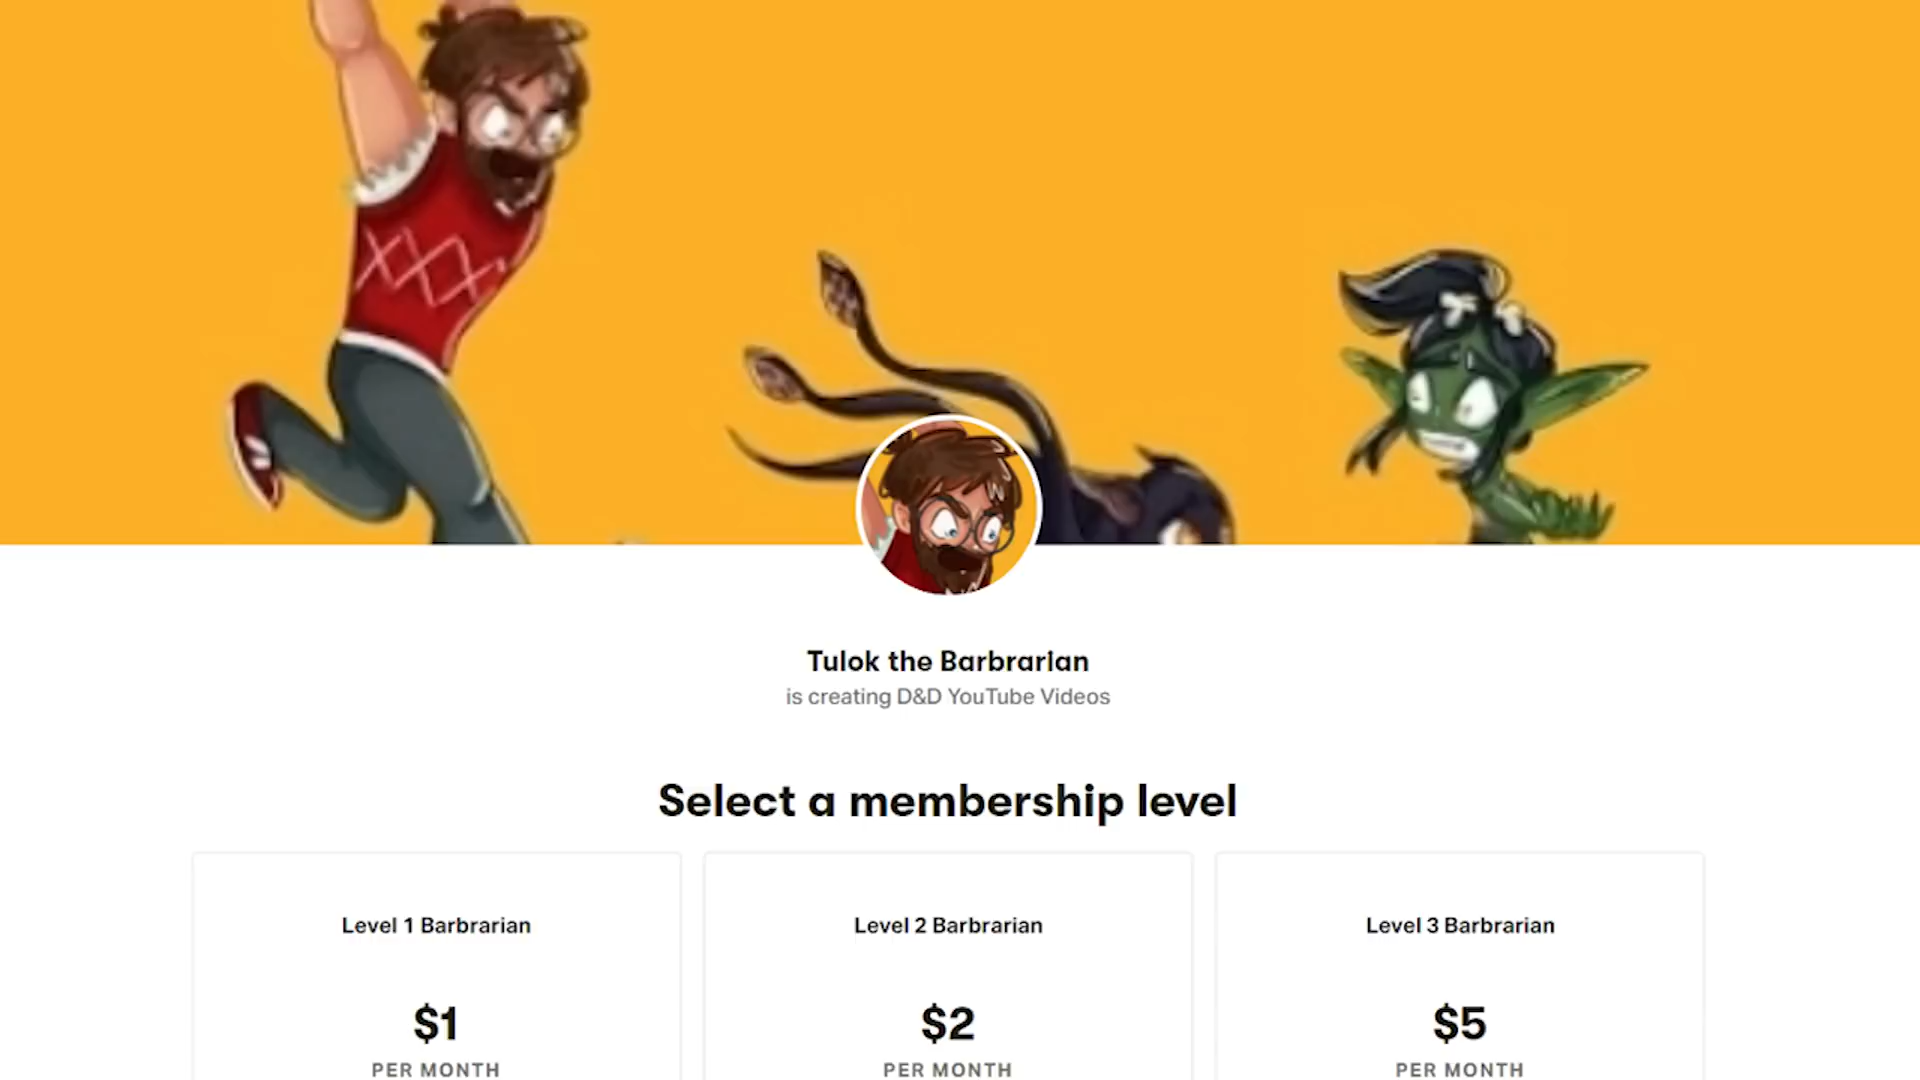 Tulok the Barbrarian
is creating D&D YouTube Videos
Select a membership level
Level 1 Barbrarian
Level 2 Barbrarian
Level 3 Barbrarian
$1
$2
$5
PER MONTH
PER MONTH
PER MONTH